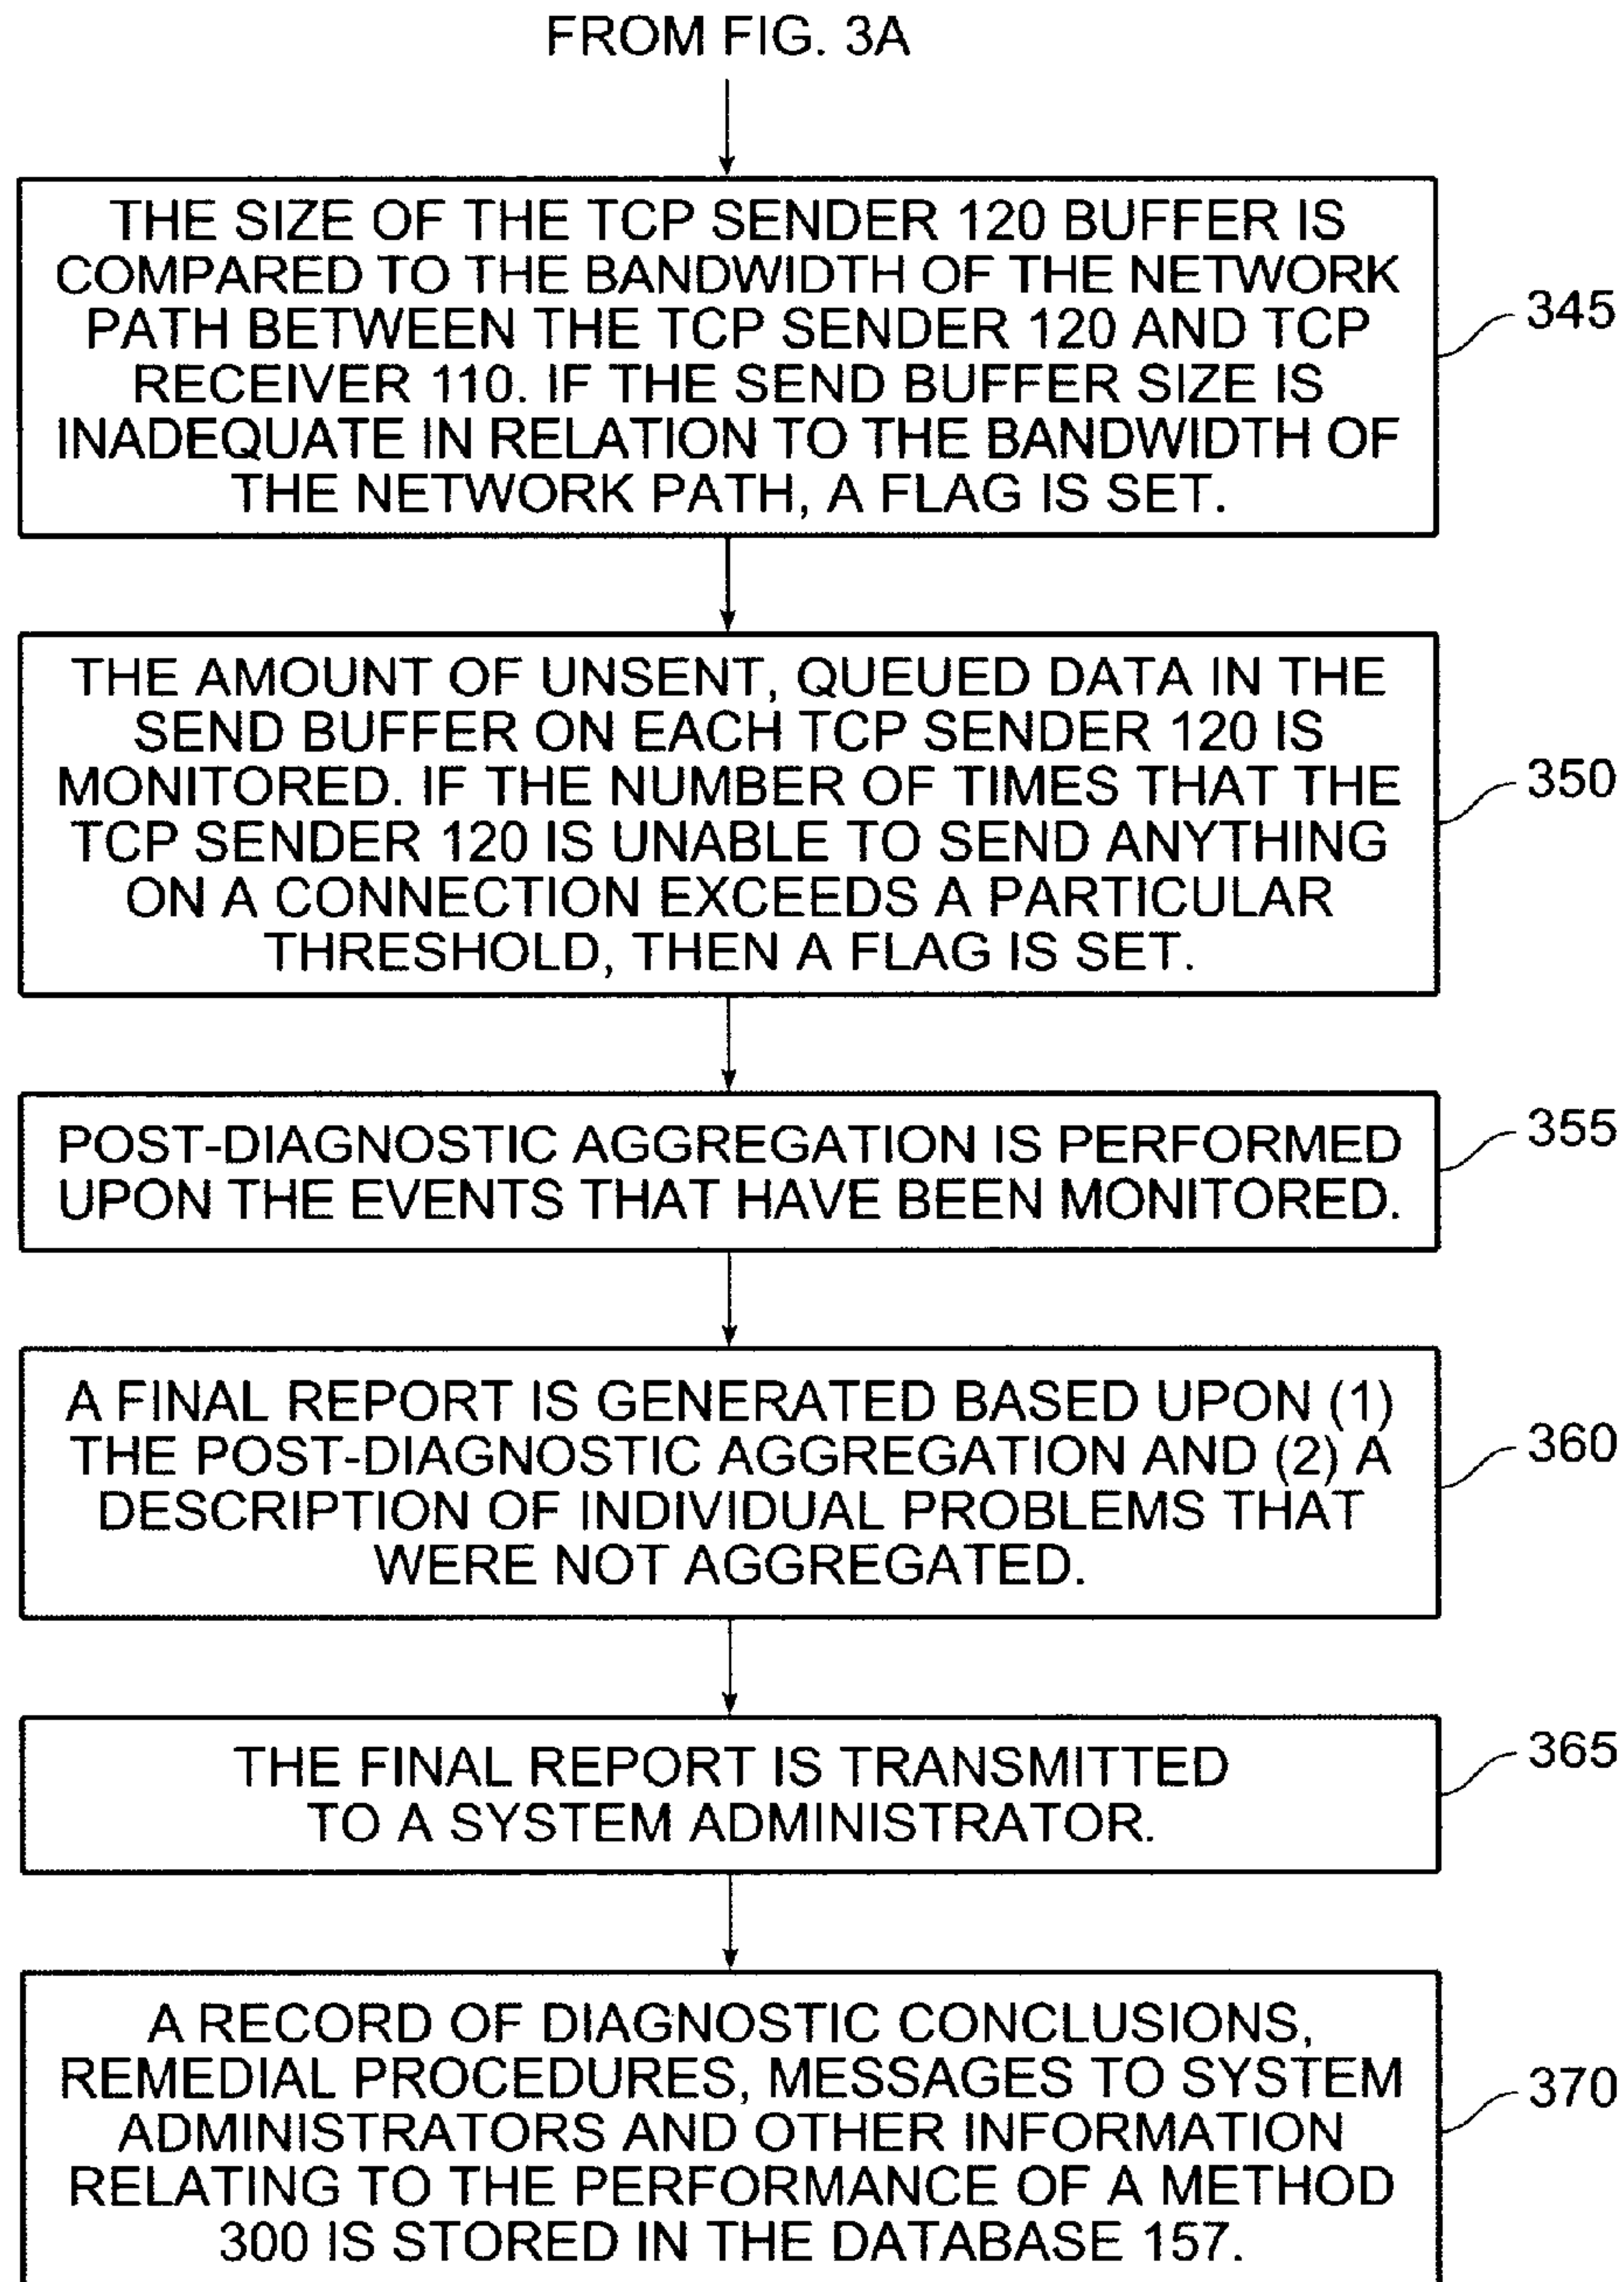 FROM FIG. 3A
THE SIZE OF THE TCP SENDER 120 BUFFER IS
COMPARED TO THE BANDWIDTH OF THE NETWORK
PATH BETWEEN THE TCP SENDER 120 AND TCP
RECEIVER 110. IF THE SEND BUFFER SIZE IS
INADEQUATE IN RELATION TO THE BANDWIDTH OF
THE NETWORK PATH, A FLAG IS SET.
345
THE AMOUNT OF UNSENT, QUEUED DATA IN THE
SEND BUFFER ON EACH TCP SENDER 120 IS
MONITORED. IF THE NUMBER OF TIMES THAT THE
TCP SENDER 120 IS UNABLE TO SEND ANYTHING
ON A CONNECTION EXCEEDS A PARTICULAR
THRESHOLD, THEN A FLAG IS SET.
350
POST-DIAGNOSTIC AGGREGATION IS PERFORMED
UPON THE EVENTS THAT HAVE BEEN MONITORED.
355
A FINAL REPORT IS GENERATED BASED UPON (1)
THE POST-DIAGNOSTIC AGGREGATION AND (2) A
DESCRIPTION OF INDIVIDUAL PROBLEMS THAT
WERE NOT AGGREGATED.
360
THE FINAL REPORT IS TRANSMITTED
TO A SYSTEM ADMINISTRATOR.
365
A RECORD OF DIAGNOSTIC CONCLUSIONS,
REMEDIAL PROCEDURES, MESSAGES TO SYSTEM
ADMINISTRATORS AND OTHER INFORMATION
RELATING TO THE PERFORMANCE OF A METHOD
300 IS STORED IN THE DATABASE 157.
370